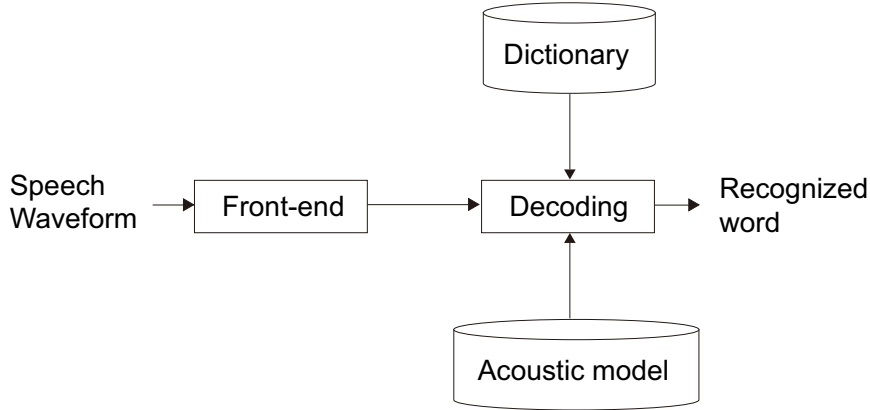 Dictionary
Speech
Waveform
Front-end
Decoding
Recognized
word
Acoustic model